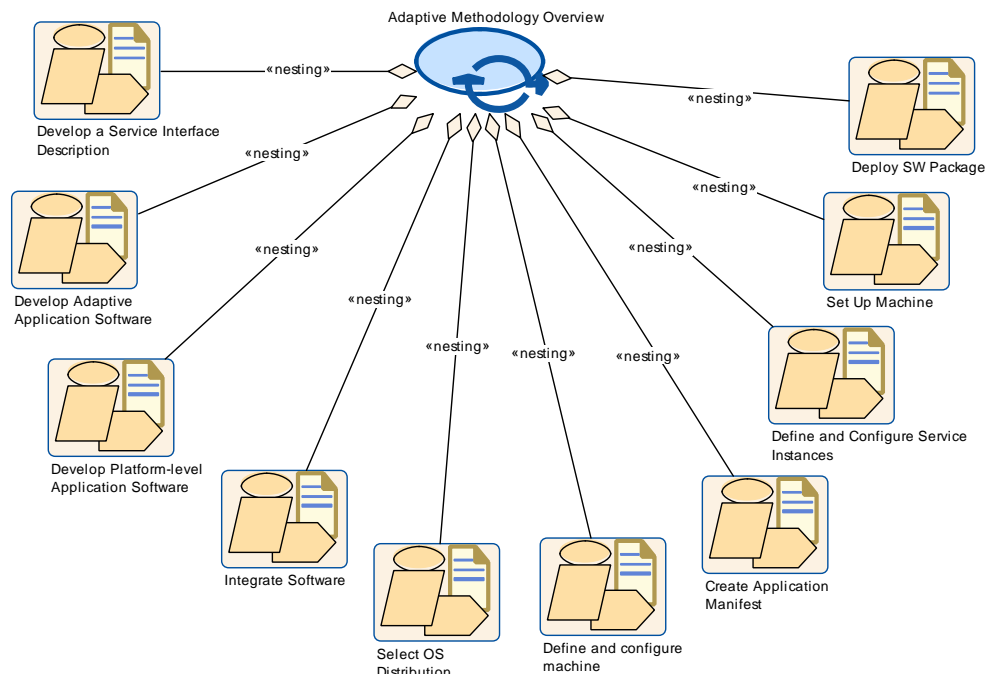 Adaptive Methodology Overview
«nesting»
«nesting»
Develop a Service Interface
Description
«nesting»
Deploy SW Package
«nesting»
Develop Adaptive
Application Software
«nesting»
«nesting»
Set Up Machine
«nesting»
Develop Platform-level
Application Software
«nesting»
«nesting»
«nesting»
Define and Configure Service
Instances
Integrate Software
Create Application
Manifest
Select OS
Distribution
Define and configure
machine